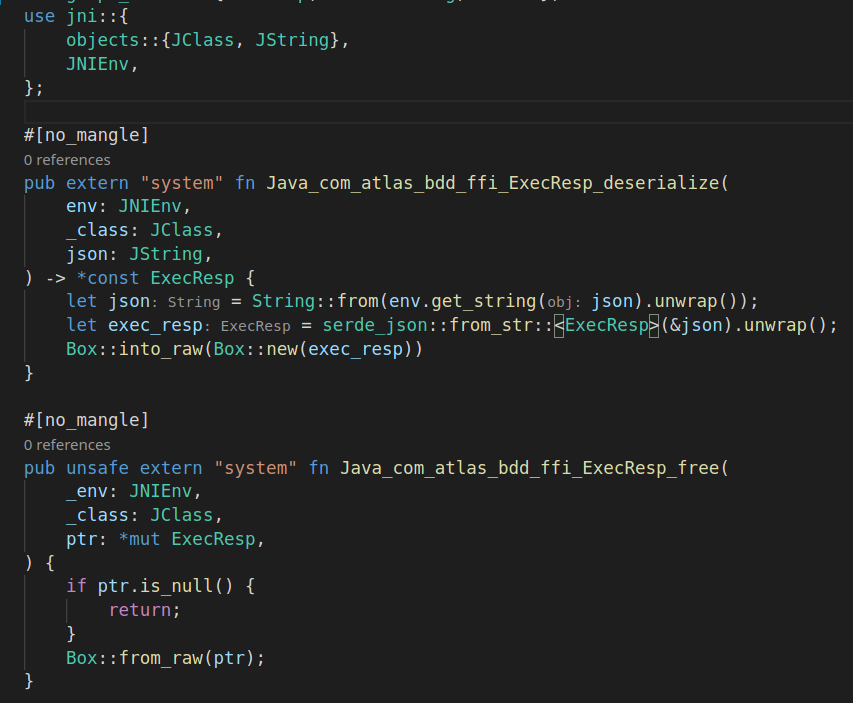 use jni::{
    objects::{JClass, JString},
    JNIEnv,
};
#[no_mangle]
0 references
pub extern "system" fn Java_com_atlas_bdd_ffi_ExecResp_deserialize(
    env: JNIEnv,
    _class: JClass,
    json: JString,
) -> *const ExecResp {
    let json: String = String::from(env.get_string(obj: json).unwrap());
    let exec_resp: ExecResp = serde_json::from_str::<ExecResp>(&json).unwrap();
    Box::into_raw(Box::new(exec_resp))
}
#[no_mangle]
0 references
pub unsafe extern "system" fn Java_com_atlas_bdd_ffi_ExecResp_free(
    _env: JNIEnv,
    _class: JClass,
    ptr: *mut ExecResp,
) {
    if ptr.is_null() {
        return;
    }
    Box::from_raw(ptr);
}